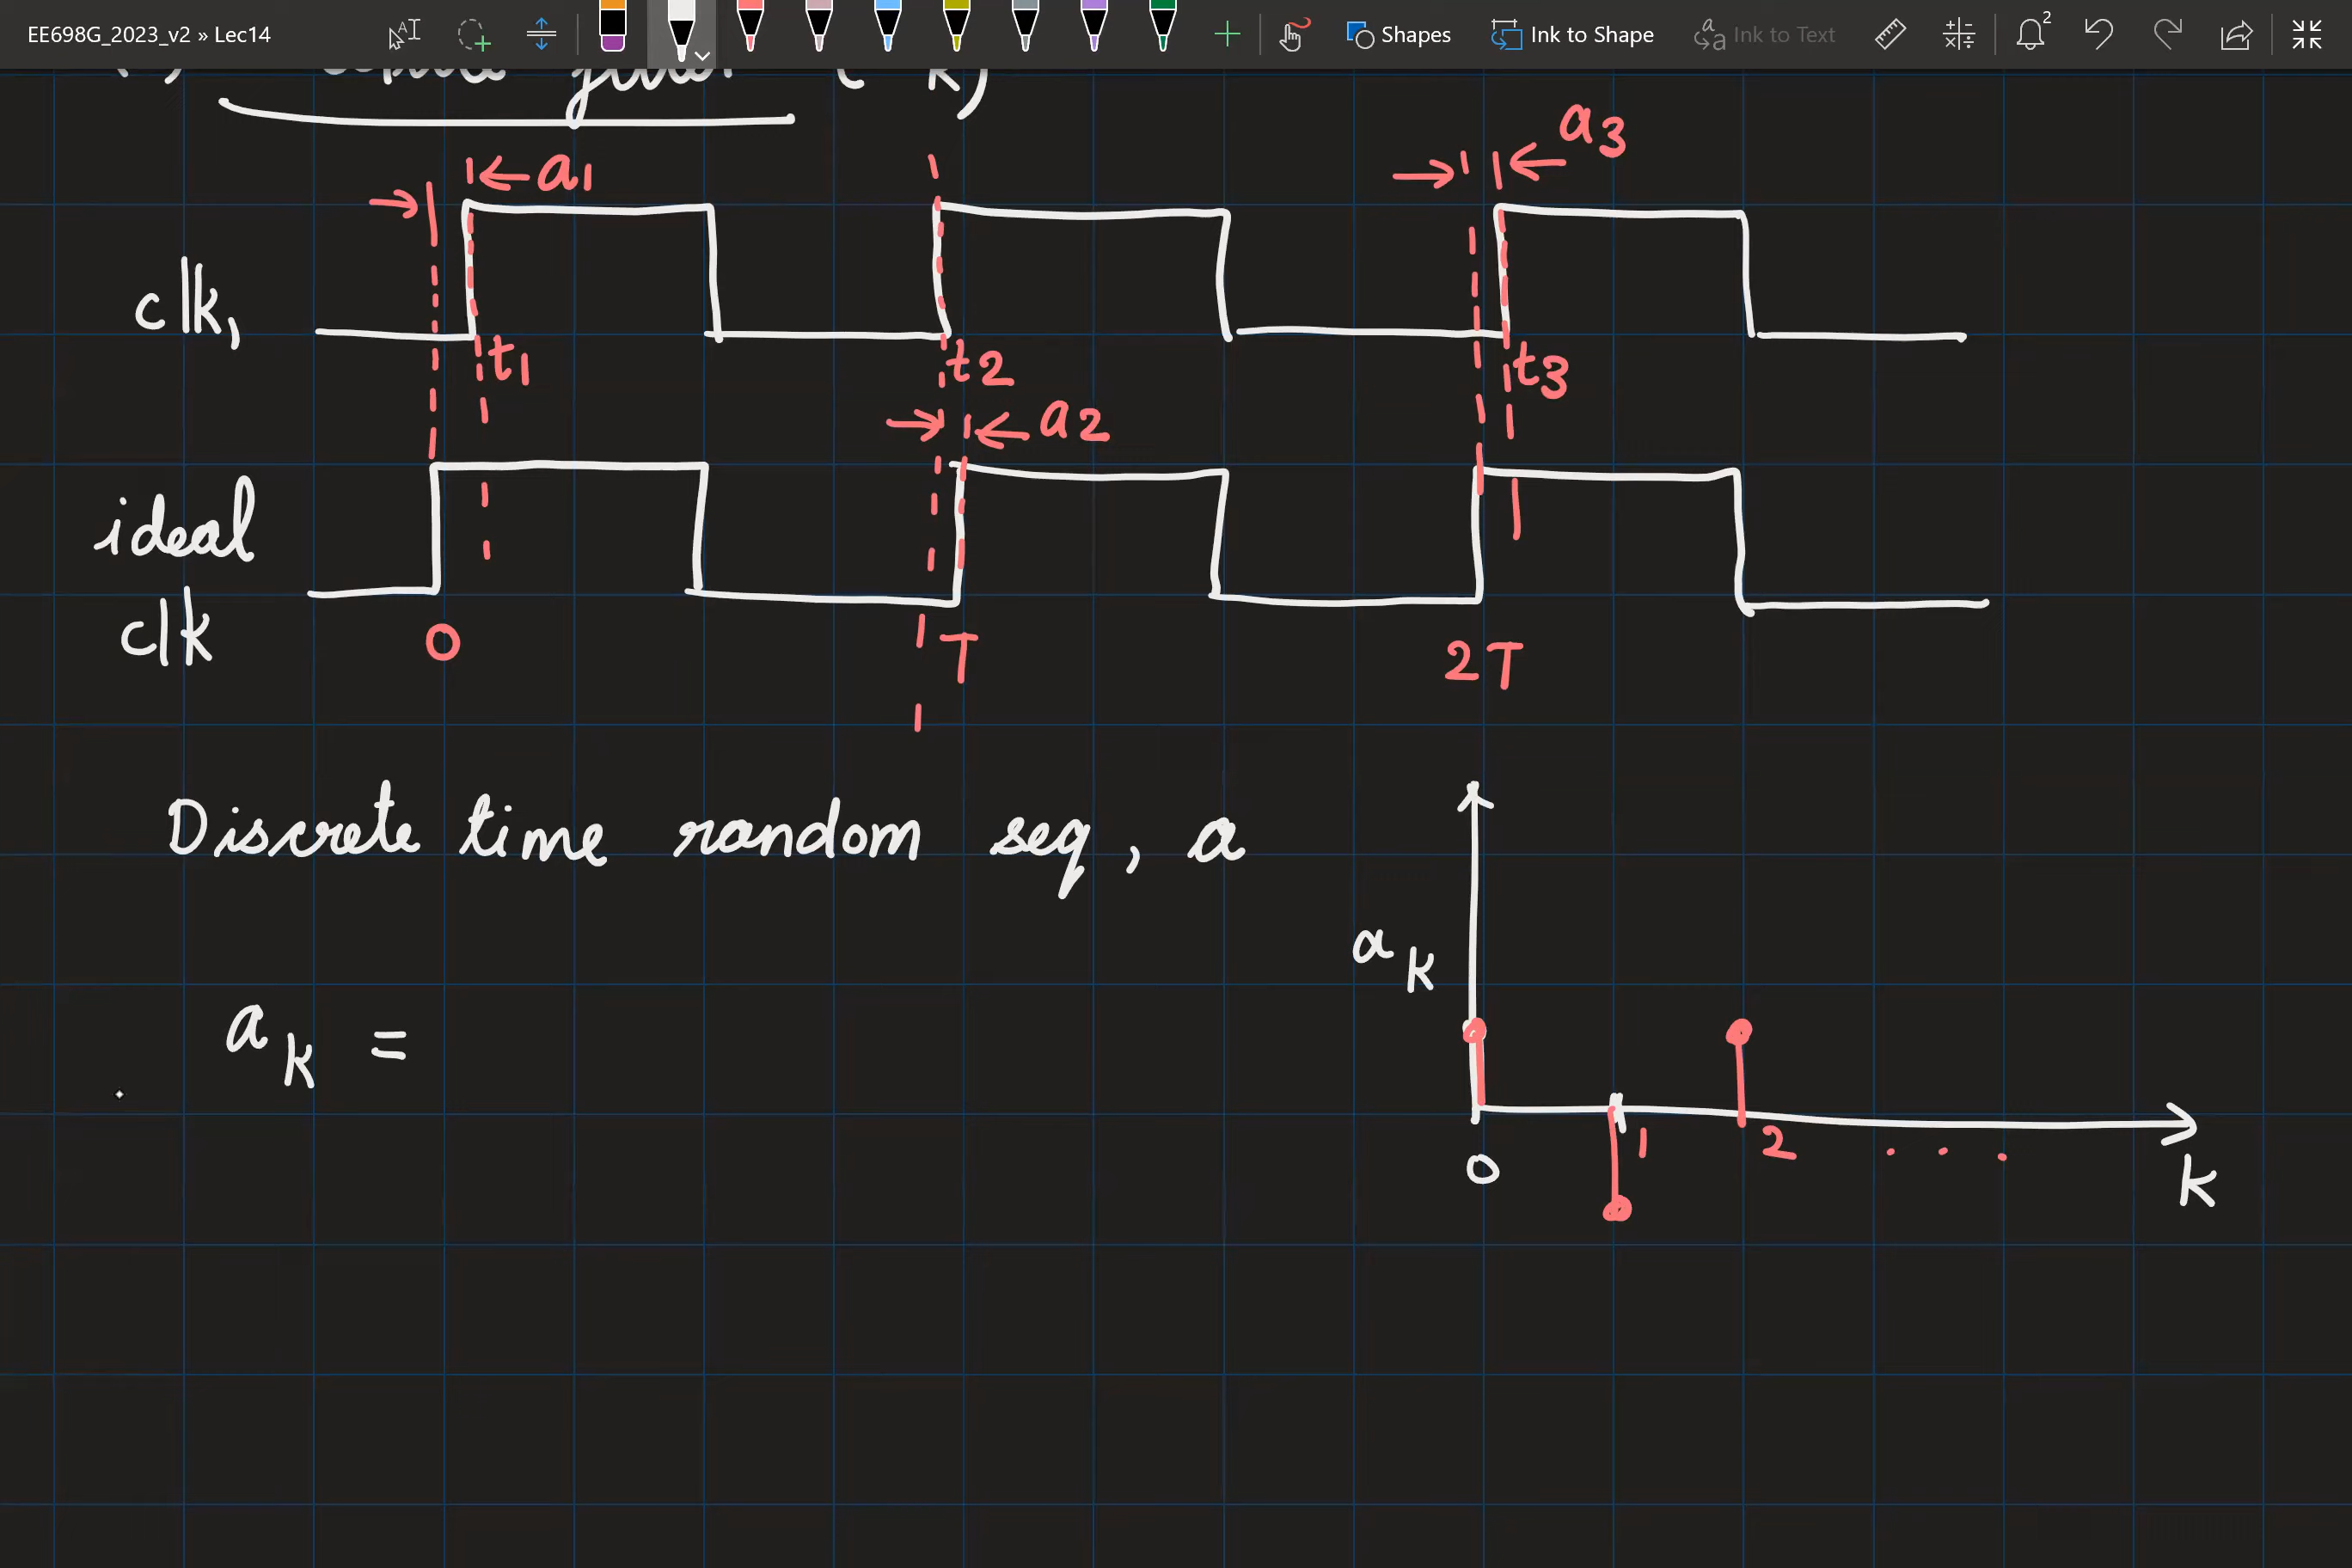 EE698G_2023_v2 » Lec14
Shapes
Ink to Shape
Ink to Text
2
a3
a1
clk1
t1
t2
t3
a2
ideal
clk
0
T
2T
Discrete time random seq, a
ak
ak =
0
1
2
. . .
k